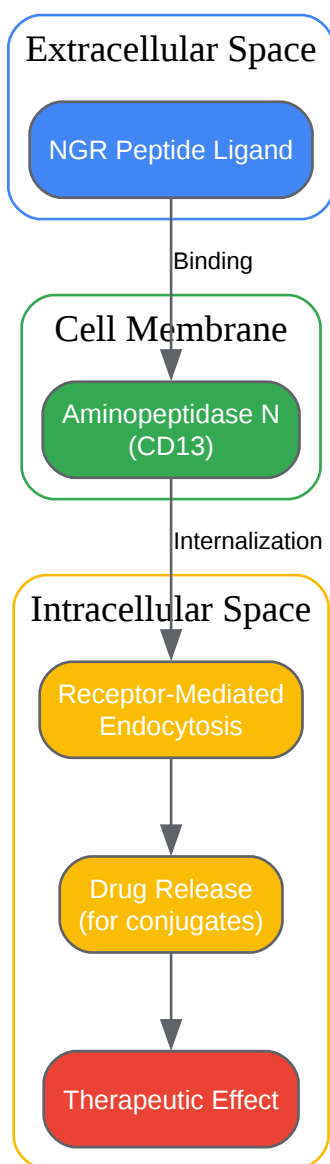 Extracellular Space
NGR Peptide Ligand
Binding
Cell Membrane
Aminopeptidase N
(CD13)
Internalization
Intracellular Space
Receptor-Mediated
Endocytosis
Drug Release
(for conjugates)
Therapeutic Effect